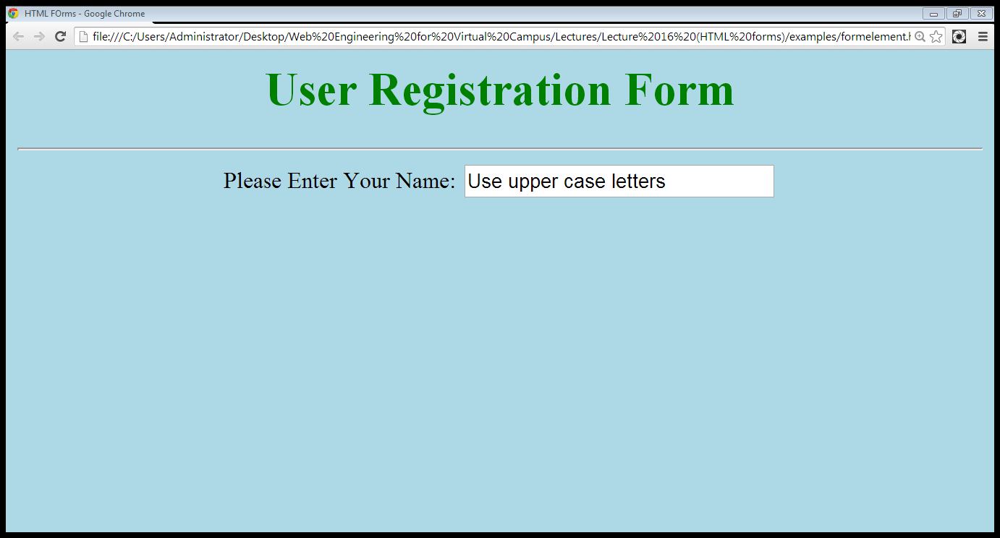 HTML FOrms - Google Chrome
file:///C:/Users/Administrator/Desktop/Web%20Engineering%20for%20Virtual%20Campus/Lectures/Lecture%2016%20(HTML%20forms)/examples/formelement.h
User Registration Form
Please Enter Your Name: Use upper case letters